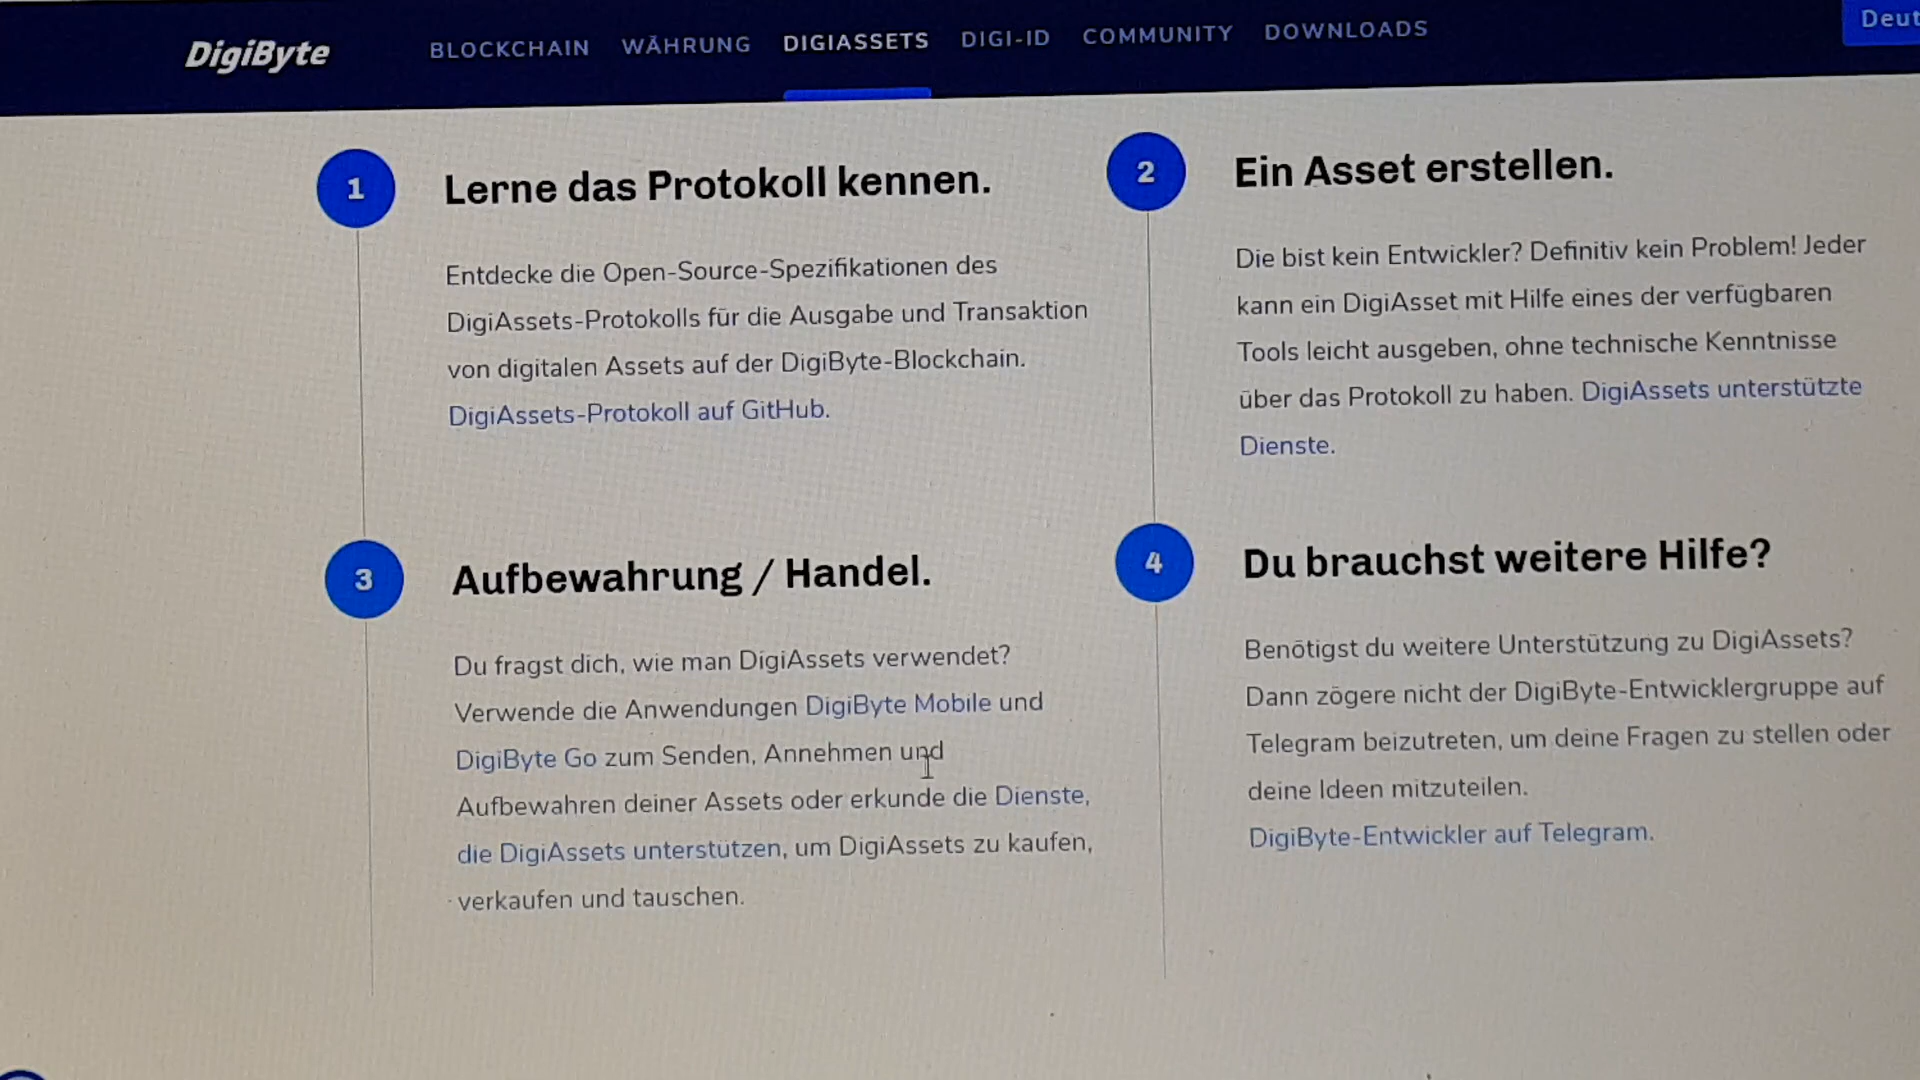 DigiByte
BLOCKCHAIN WÄHRUNG DIGIASSETS DIGI-ID COMMUNITY DOWNLOADS
1
Lerne das Protokoll kennen.
Entdecke die Open-Source-Spezifikationen des
DigiAssets-Protokolls für die Ausgabe und Transaktion
von digitalen Assets auf der DigiByte-Blockchain.
DigiAssets-Protokoll auf GitHub.
2
Ein Asset erstellen.
Die bist kein Entwickler? Definitiv kein Problem! Jeder
kann ein DigiAsset mit Hilfe eines der verfügbaren
Tools leicht ausgeben, ohne technische Kenntnisse
über das Protokoll zu haben. DigiAssets unterstützte
Dienste.
3
Aufbewahrung / Handel.
Du fragst dich, wie man DigiAssets verwendet?
Verwende die Anwendungen DigiByte Mobile und
DigiByte Go zum Senden, Annehmen und
Aufbewahren deiner Assets oder erkunde die Dienste,
die DigiAssets unterstützen, um DigiAssets zu kaufen,
verkaufen und tauschen.
4
Du brauchst weitere Hilfe?
Benötigst du weitere Unterstützung zu DigiAssets?
Dann zögere nicht der DigiByte-Entwicklergruppe auf
Telegram beizutreten, um deine Fragen zu stellen oder
deine Ideen mitzuteilen.
DigiByte-Entwickler auf Telegram.